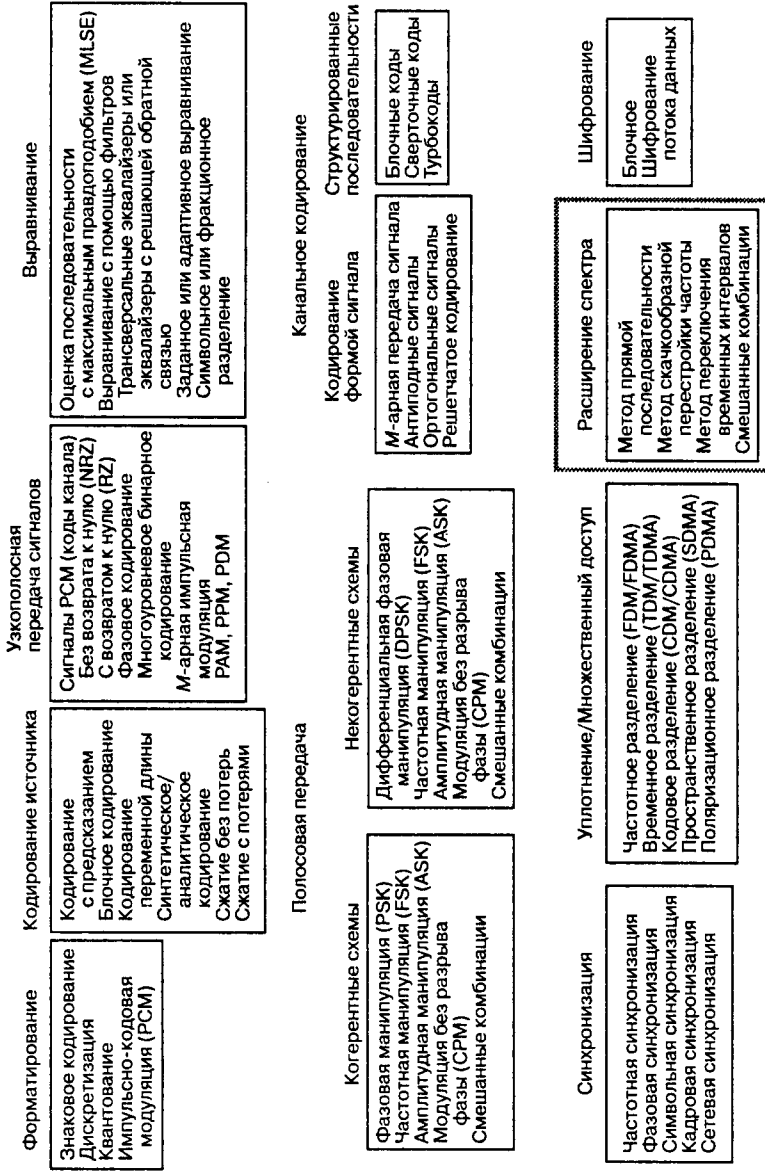 Форматирование
Знаковое кодирование
Дискретизация
Квантование
Импульсно-кодовая
модуляция (PCM)
Кодирование источника
Кодирование
с предсказанием
Блочное кодирование
Кодирование
переменной длины
Синтетическое/
аналитическое
кодирование
Сжатие без потерь
Сжатие с потерями
Узкополосная
передача сигналов
Сигналы PCM (коды канала)
Без возврата к нулю (NRZ)
С возвратом к нулю (RZ)
Фазовое кодирование
Многоуровневое бинарное
кодирование
M-арная импульсная
модуляция
PAM, PPM, PDM
Выравнивание
Оценка последовательности
с максимальным правдоподобием (MLSE)
Выравнивание с помощью фильтров
Трансверсальные эквалайзеры или
эквалайзеры с решающей обратной
связью
Заданное или адаптивное выравнивание
Символьное или фракционное
разделение
Полосовая передача
Когерентные схемы
Фазовая манипуляция (PSK)
Частотная манипуляция (FSK)
Амплитудная манипуляция (ASK)
Модуляция без разрыва
фазы (CPM)
Смешанные комбинации
Некогерентные схемы
Дифференциальная фазовая
манипуляция (DPSK)
Частотная манипуляция (FSK)
Амплитудная манипуляция (ASK)
Модуляция без разрыва
фазы (CPM)
Смешанные комбинации
Канальное кодирование
Кодирование
формой сигнала
M-арная передача сигнала
Антиподные сигналы
Ортогональные сигналы
Решетчатое кодирование
Структурированные
последовательности
Блочные коды
Сверточные коды
Турбокоды
Синхронизация
Частотная синхронизация
Фазовая синхронизация
Символьная синхронизация
Кадровая синхронизация
Сетевая синхронизация
Уплотнение/Множественный доступ
Частотное разделение (FDM/FDMA)
Временное разделение (TDM/TDMA)
Кодовое разделение (CDM/CDMA)
Пространственное разделение (SDMA)
Поляризационное разделение (PDMA)
Расширение спектра
Метод прямой
последовательности
Метод скачкообразной
перестройки частоты
Метод переключения
временных интервалов
Смешанные комбинации
Шифрование
Блочное
Шифрование
потока данных